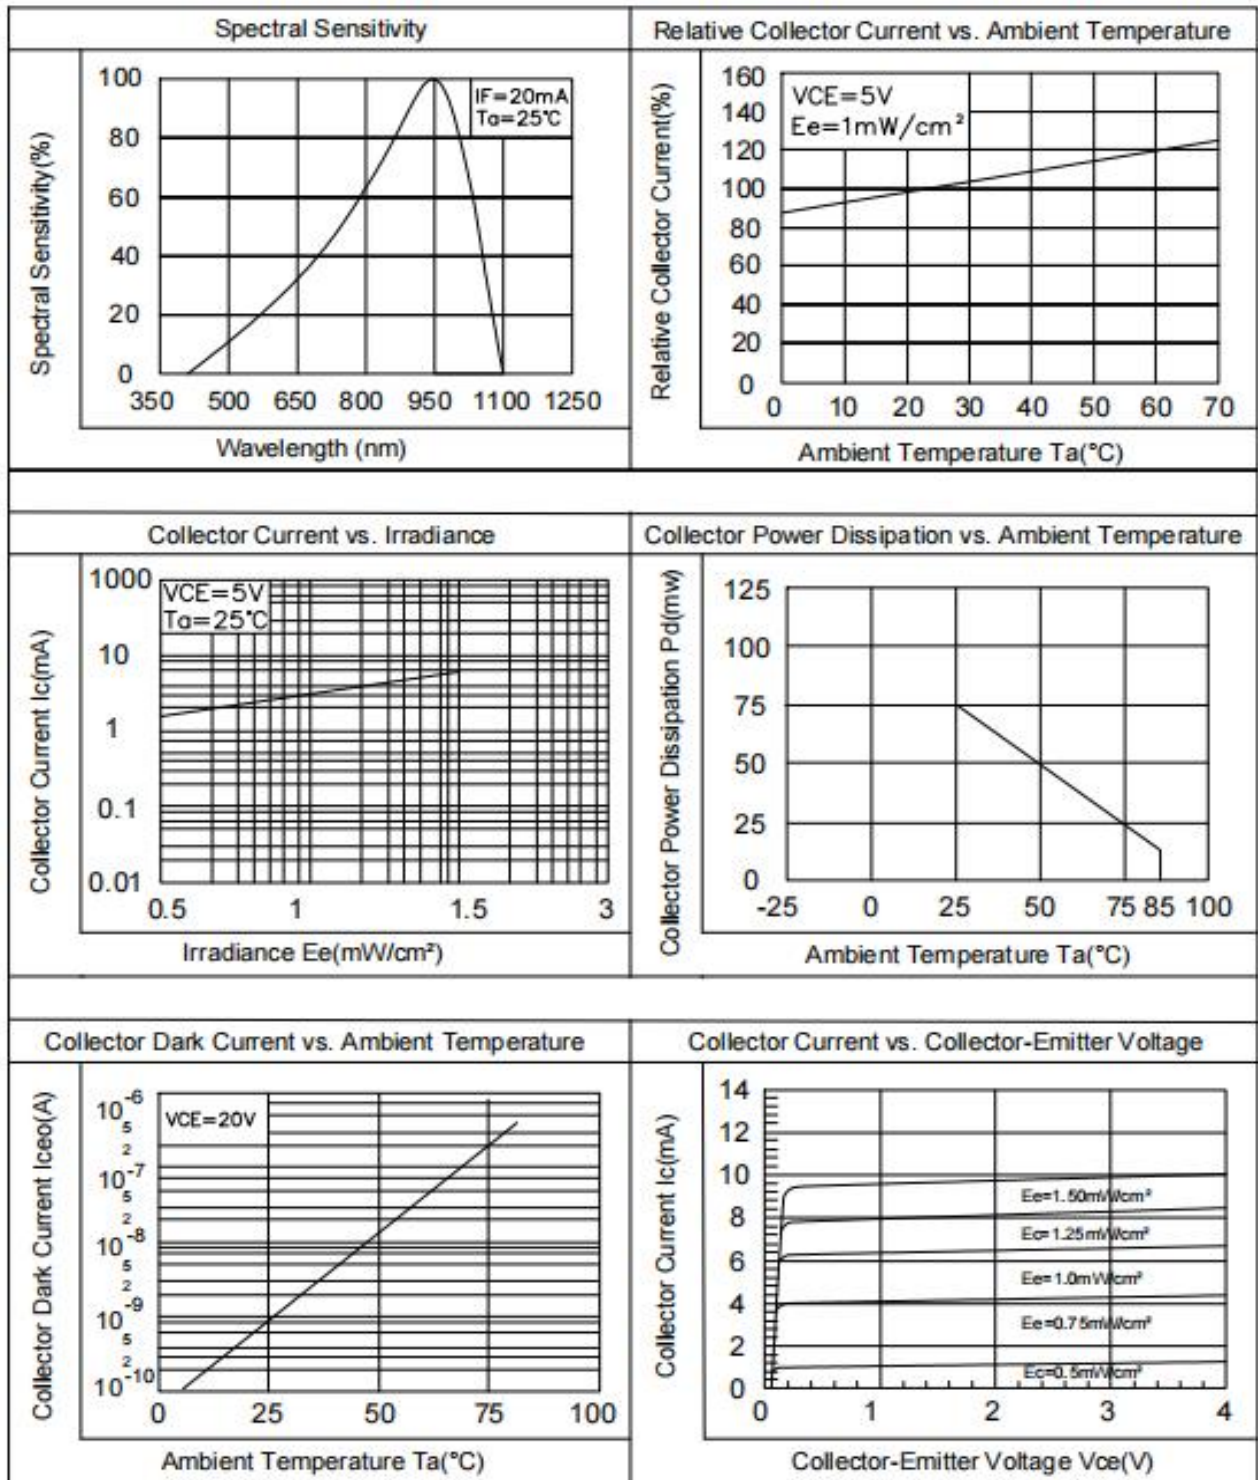 Spectral Sensitivity
Relative Collector Current vs. Ambient Temperature
Spectral Sensitivity(%)
100
80
60
40
20
0
IF=20mA
Ta=25°C
350 500 650 800 950 1100 1250
Wavelength (nm)
Relative Collector Current(%)
160
140
120
100
80
60
40
20
0
VCE=5V
Ee=1mW/cm²
0 10 20 30 40 50 60 70
Ambient Temperature Ta(°C)
Collector Current vs. Irradiance
Collector Power Dissipation vs. Ambient Temperature
Collector Current Ic(mA)
1000
10
1
0.1
0.01
VCE=5V
Ta=25°C
0.5 1 1.5 3
Irradiance Ee(mW/cm²)
Collector Power Dissipation Pd(mw)
125
100
75
50
25
0
-25 0 25 50 75 85 100
Ambient Temperature Ta(°C)
Collector Dark Current vs. Ambient Temperature
Collector Current vs. Collector-Emitter Voltage
Collector Dark Current Iceo(A)
10⁻⁶
5
2
10⁻⁷
5
2
10⁻⁸
5
2
10⁻⁹
5
2
10⁻¹⁰
VCE=20V
0 25 50 75 100
Ambient Temperature Ta(°C)
Collector Current Ic(mA)
14
12
10
8
6
4
2
0
Ee=1.50mW/cm²
Ec=1.25mW/cm²
Ee=1.0mW/cm²
Ee=0.75mW/cm²
Ec=0.5mW/cm²
0 1 2 3 4
Collector-Emitter Voltage Vce(V)